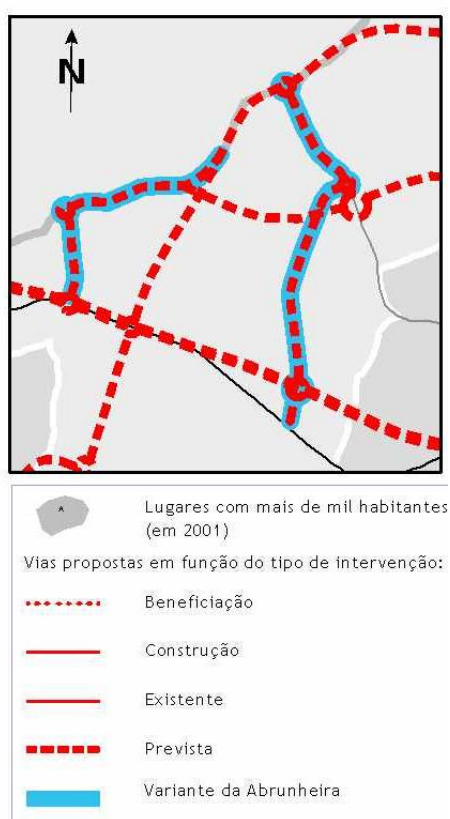 N
Lugares com mais de mil habitantes
(em 2001)
Vias propostas em função do tipo de intervenção:
Beneficiação
Construção
Existente
Prevista
Variante da Abrunheira